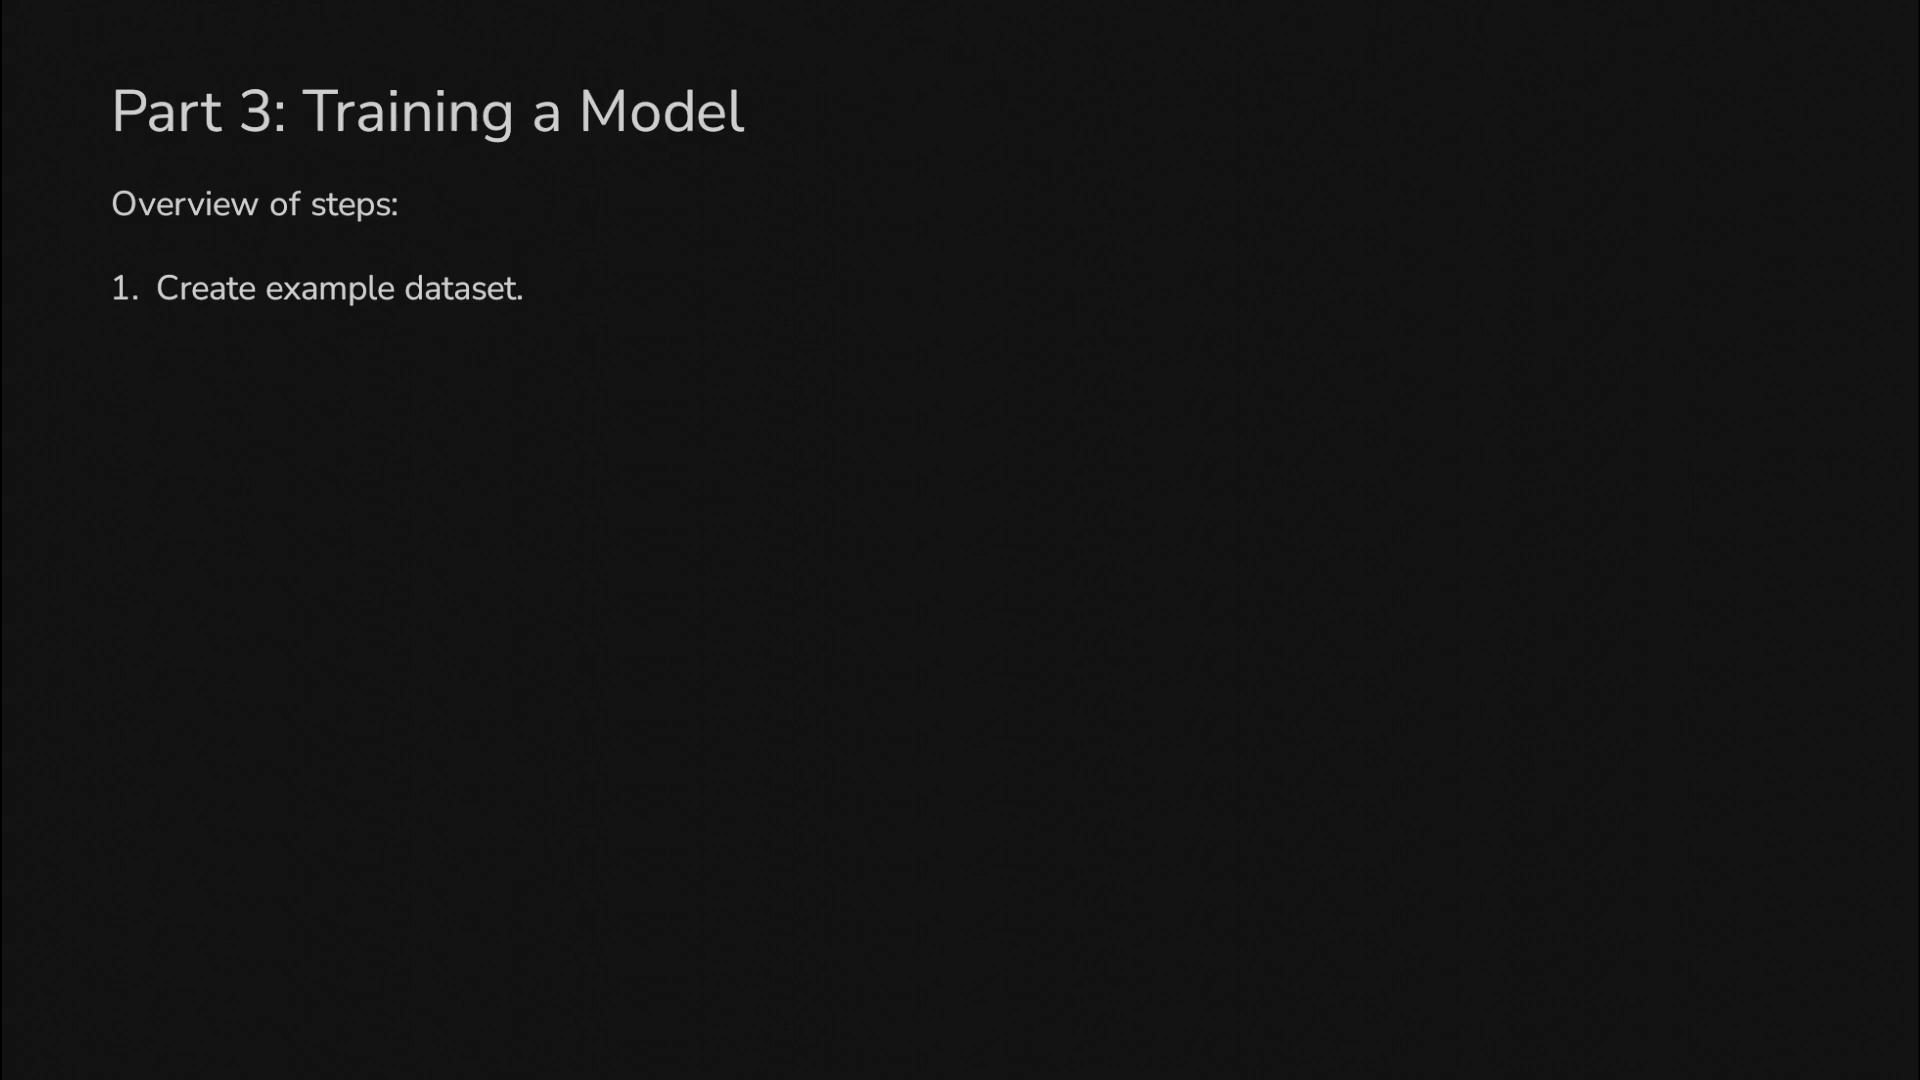 Part 3: Training a Model
Overview of steps:
1. Create example dataset.